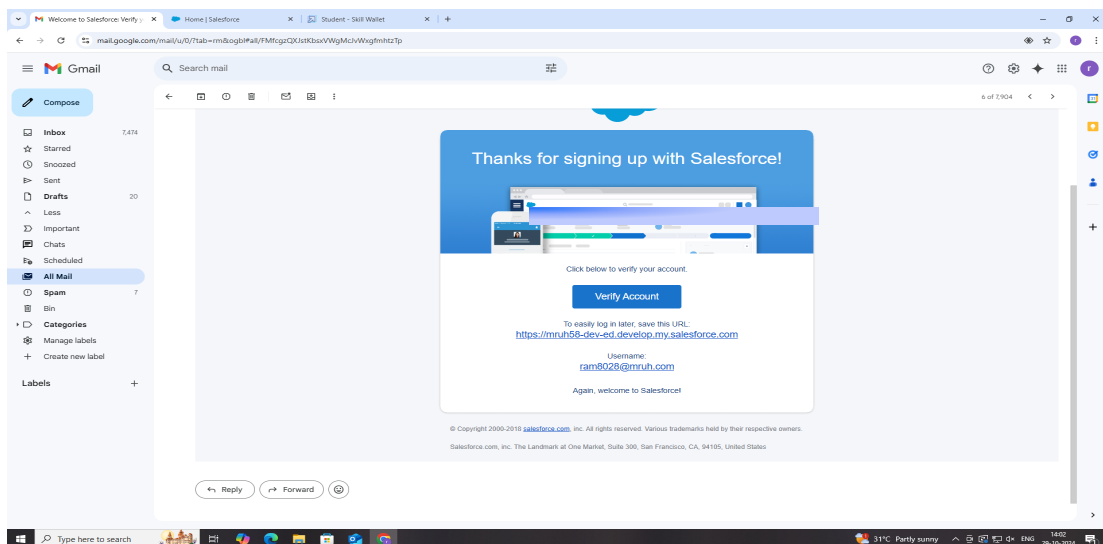 Welcome to Salesforce: Verify y
Home | Salesforce
Student - Skill Wallet
mail.google.com/mail/u/0/?tab=rm&ogbl#all/FMfcgzQXJstKbsxVWgMcJvWxgfmhtzTp
Gmail
Search mail
Compose
6 of 7,904
Inbox 7,474
Starred
Snoozed
Sent
Drafts 20
Less
Important
Chats
Scheduled
All Mail
Spam 7
Bin
Categories
Manage labels
Create new label
Labels
Thanks for signing up with Salesforce!
Click below to verify your account.
Verify Account
To easily log in later, save this URL:
https://mruh58-dev-ed.develop.my.salesforce.com
Username:
ram8028@mruh.com
Again, welcome to Salesforce!
© Copyright 2000-2018 salesforce.com, inc. All rights reserved. Various trademarks held by their respective owners.
Salesforce.com, inc. The Landmark at One Market, Suite 300, San Francisco, CA, 94105, United States
Reply
Forward
Type here to search
31°C Partly sunny
ENG
14:02
29-10-2024